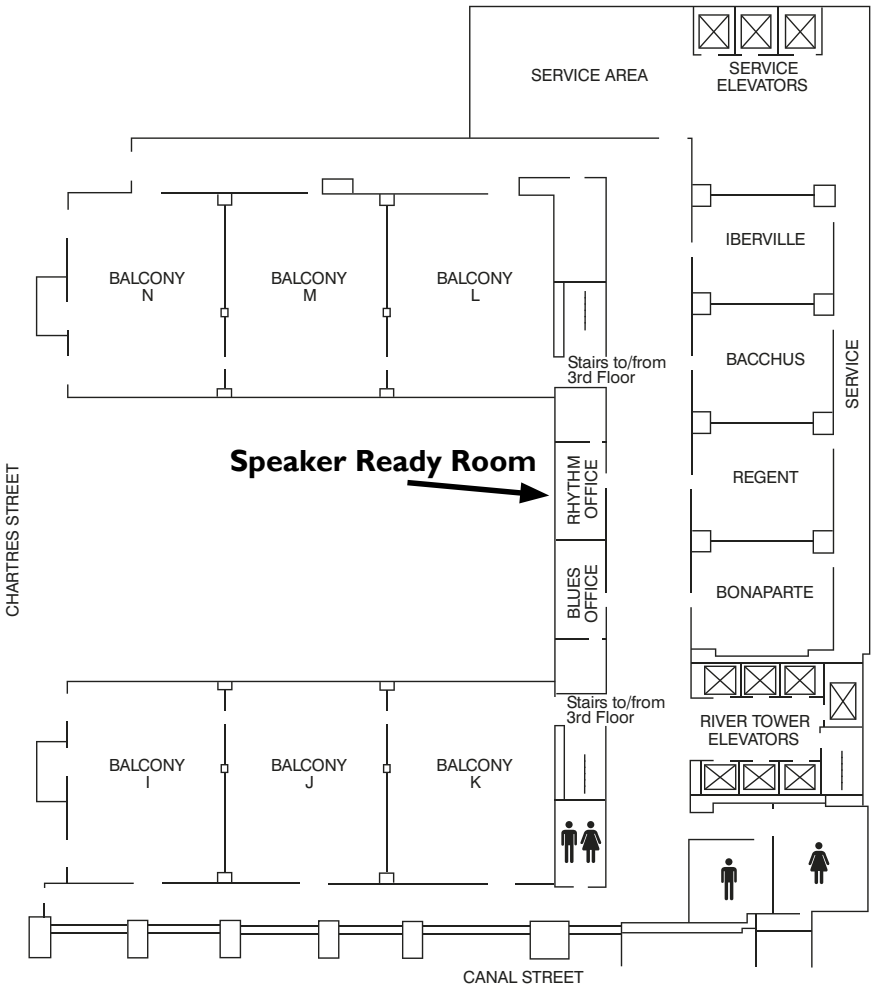 SERVICE AREA
SERVICE
ELEVATORS
IBERVILLE
BALCONY
N
BALCONY
M
BALCONY
L
BACCHUS
SERVICE
Stairs to/from
3rd Floor
Speaker Ready Room
RHYTHM
OFFICE
REGENT
CHARTRES STREET
BLUES
OFFICE
BONAPARTE
Stairs to/from
3rd Floor
RIVER TOWER
ELEVATORS
BALCONY
I
BALCONY
J
BALCONY
K
CANAL STREET